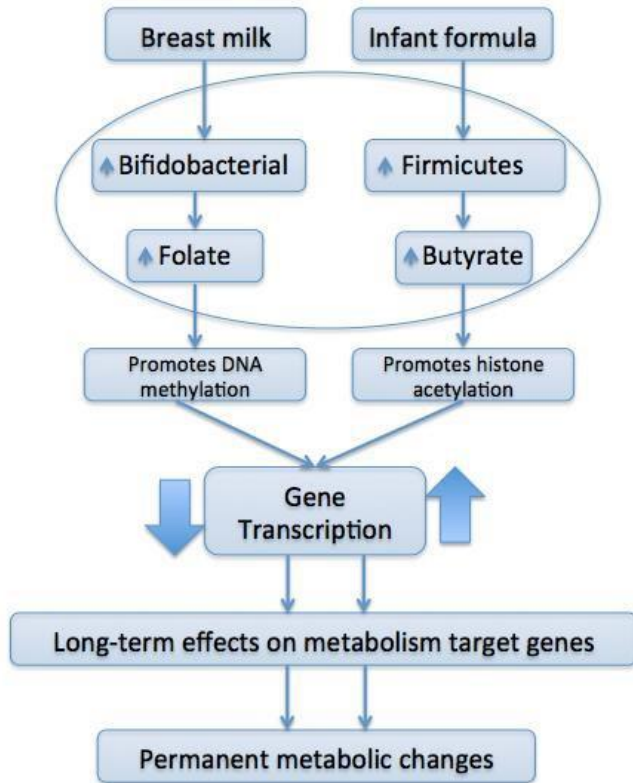 Breast milk
Infant formula
Bifidobacterial
Firmicutes
Folate
Butyrate
Promotes DNA
methylation
Promotes histone
acetylation
Gene
Transcription
Long-term effects on metabolism target genes
Permanent metabolic changes